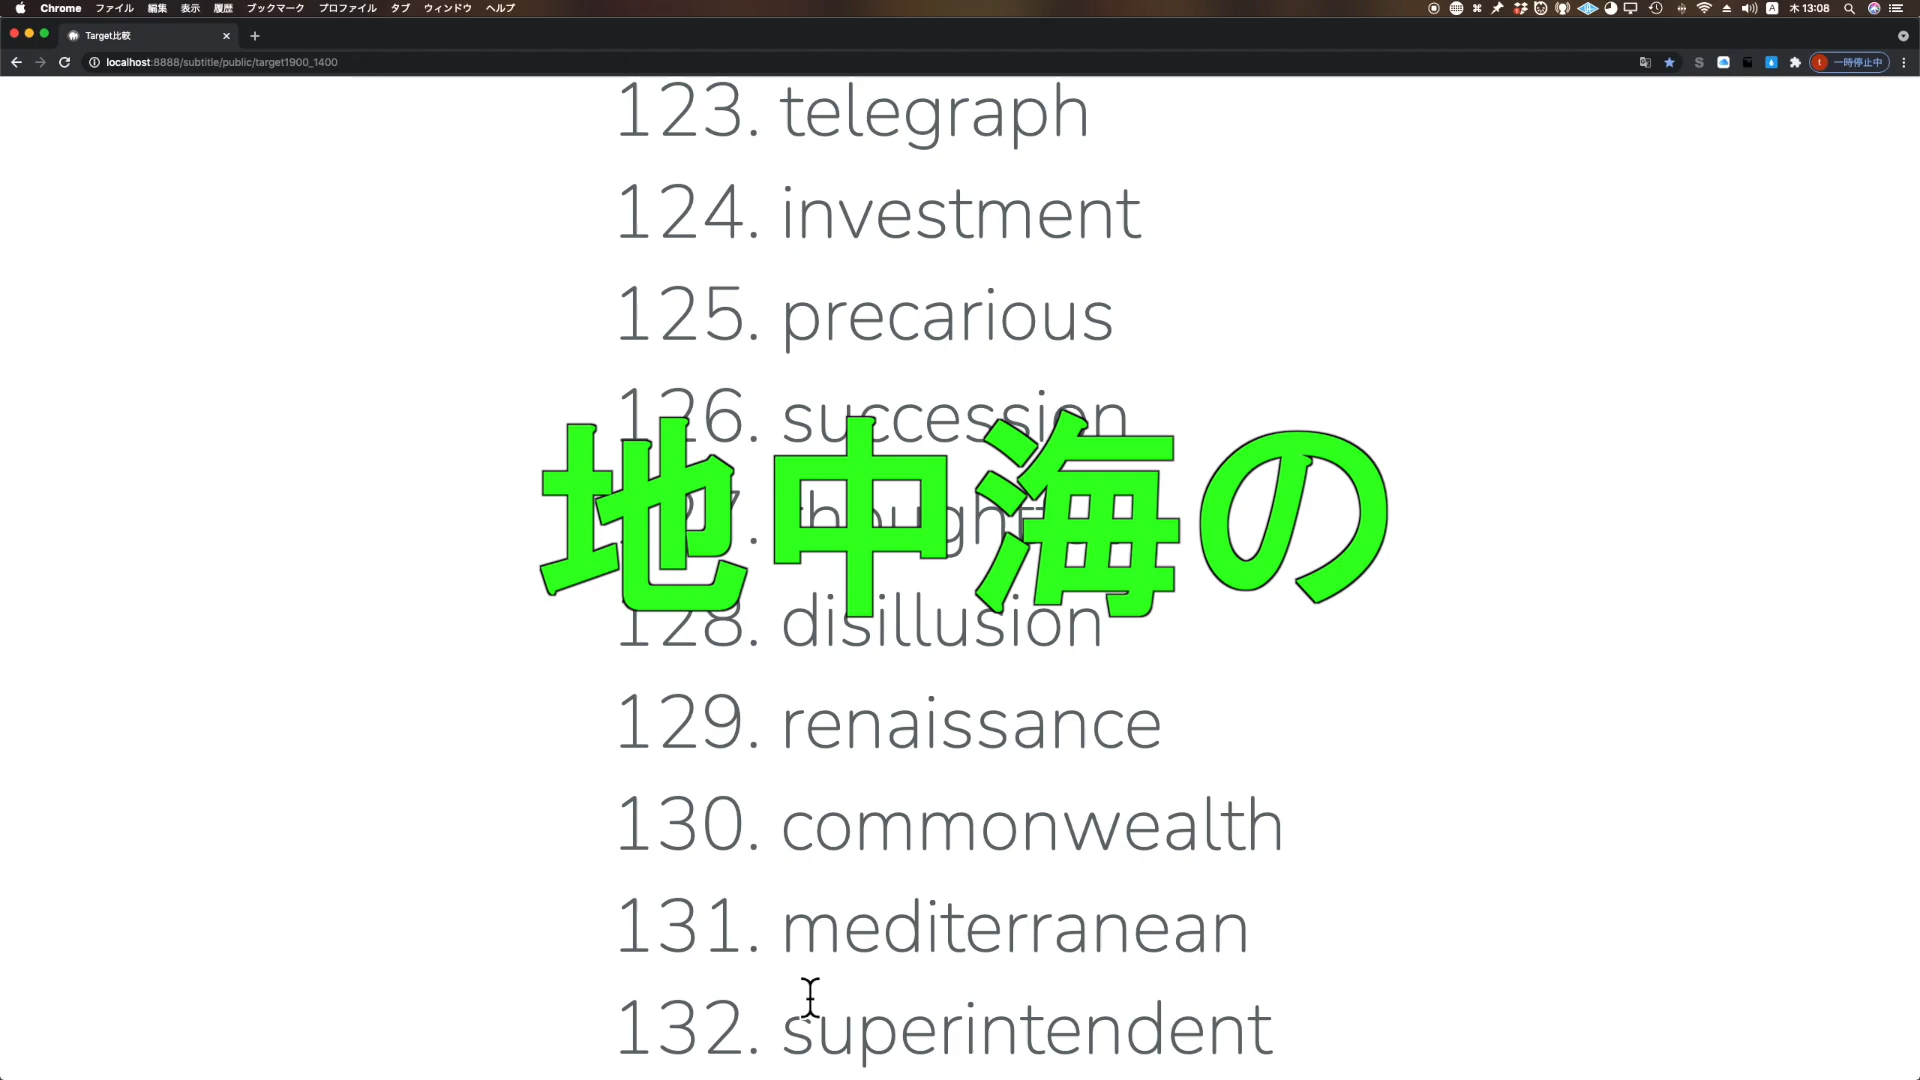 Chrome ファイル 編集 表示 履歴 ブックマーク プロファイル タブ ウィンドウ ヘルプ 木13:08
Target比較
localhost:8888/subtitle/public/target1900_1400 一時停止中
123. telegraph
124. investment
125. precarious
126. succession
地中海の
128. disillusion
129. renaissance
130. commonwealth
131. mediterranean
132. superintendent